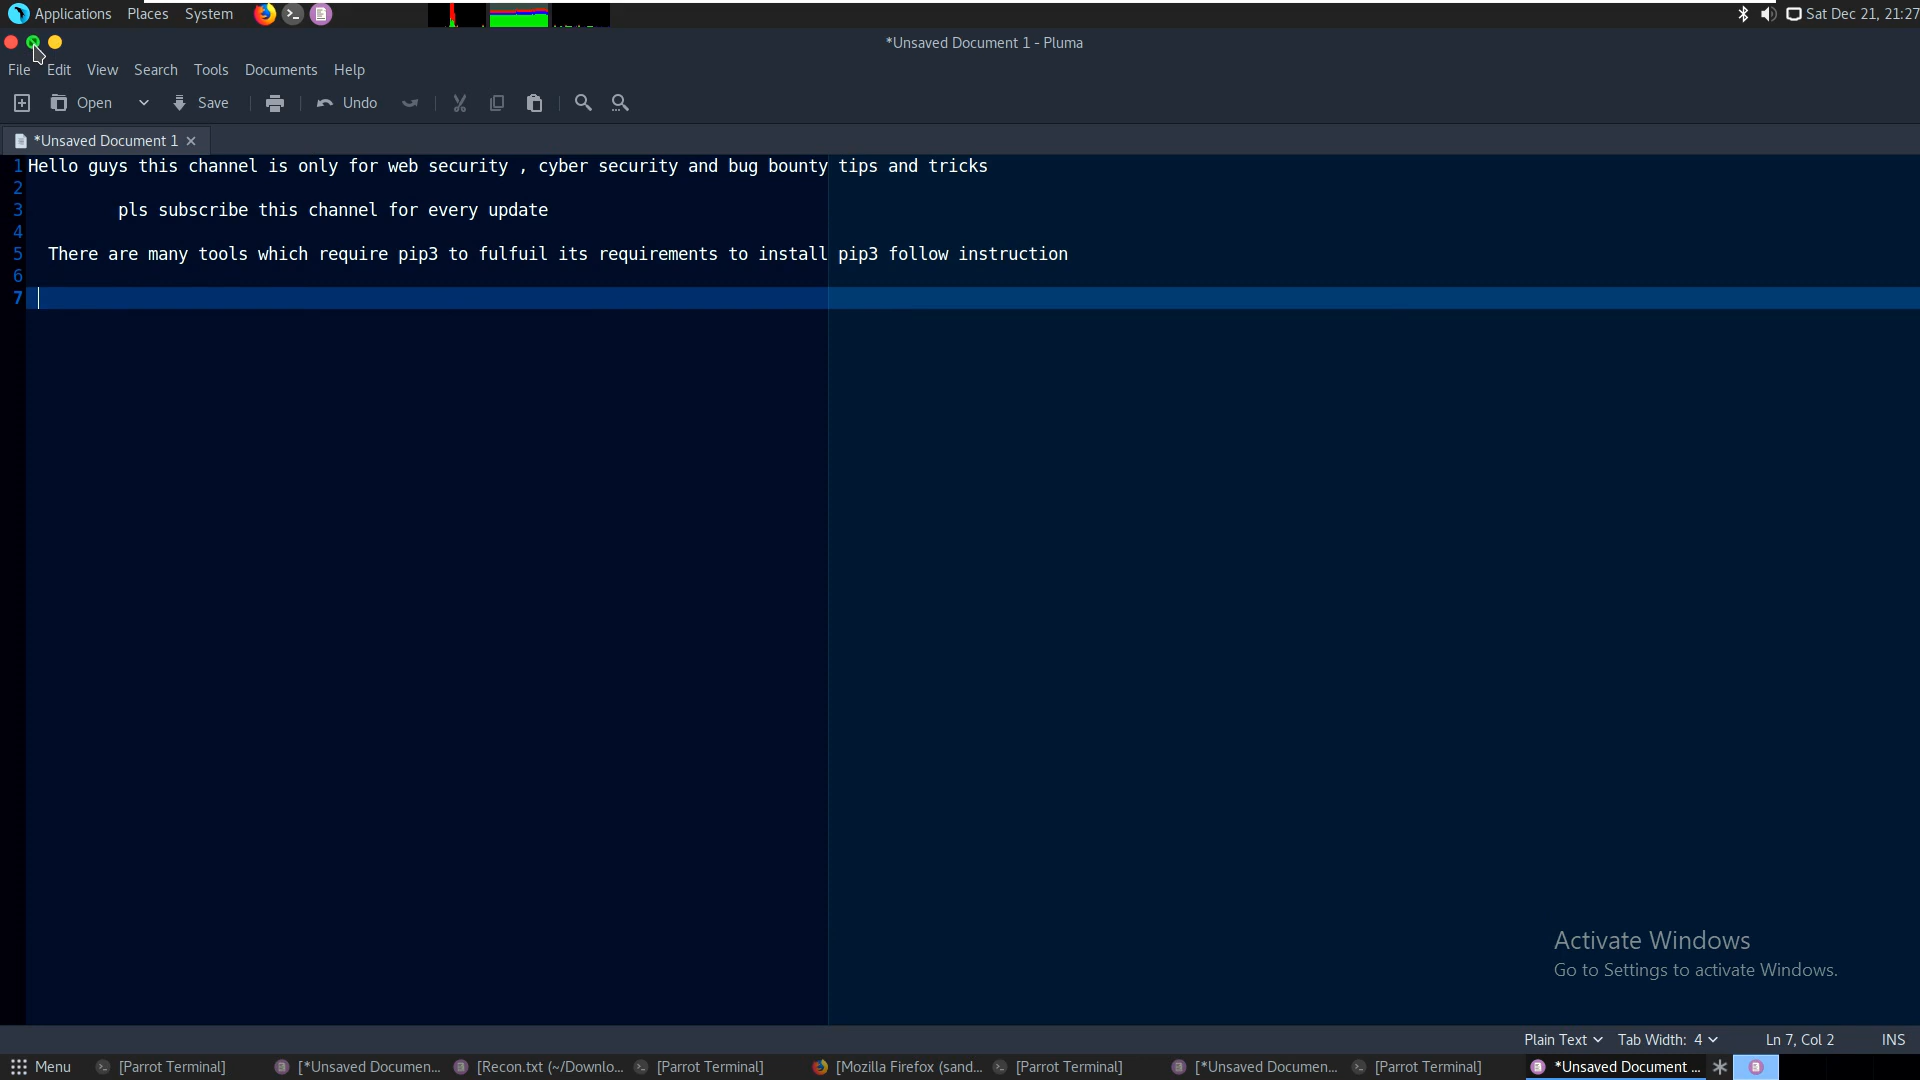 Applications Places System Sat Dec 21, 21:27
*Unsaved Document 1 - Pluma
File Edit View Search Tools Documents Help
Open Save Undo
*Unsaved Document 1
1 Hello guys this channel is only for web security , cyber security and bug bounty tips and tricks
2
3 pls subscribe this channel for every update
4
5 There are many tools which require pip3 to fulfuil its requirements to install pip3 follow instruction
6
7
Activate Windows
Go to Settings to activate Windows.
Plain Text Tab Width: 4 Ln 7, Col 2 INS
Menu [Parrot Terminal] [*Unsaved Documen... [Recon.txt (~/Downlo... [Parrot Terminal] [Mozilla Firefox (sand... [Parrot Terminal] [*Unsaved Documen... [Parrot Terminal] *Unsaved Document ...